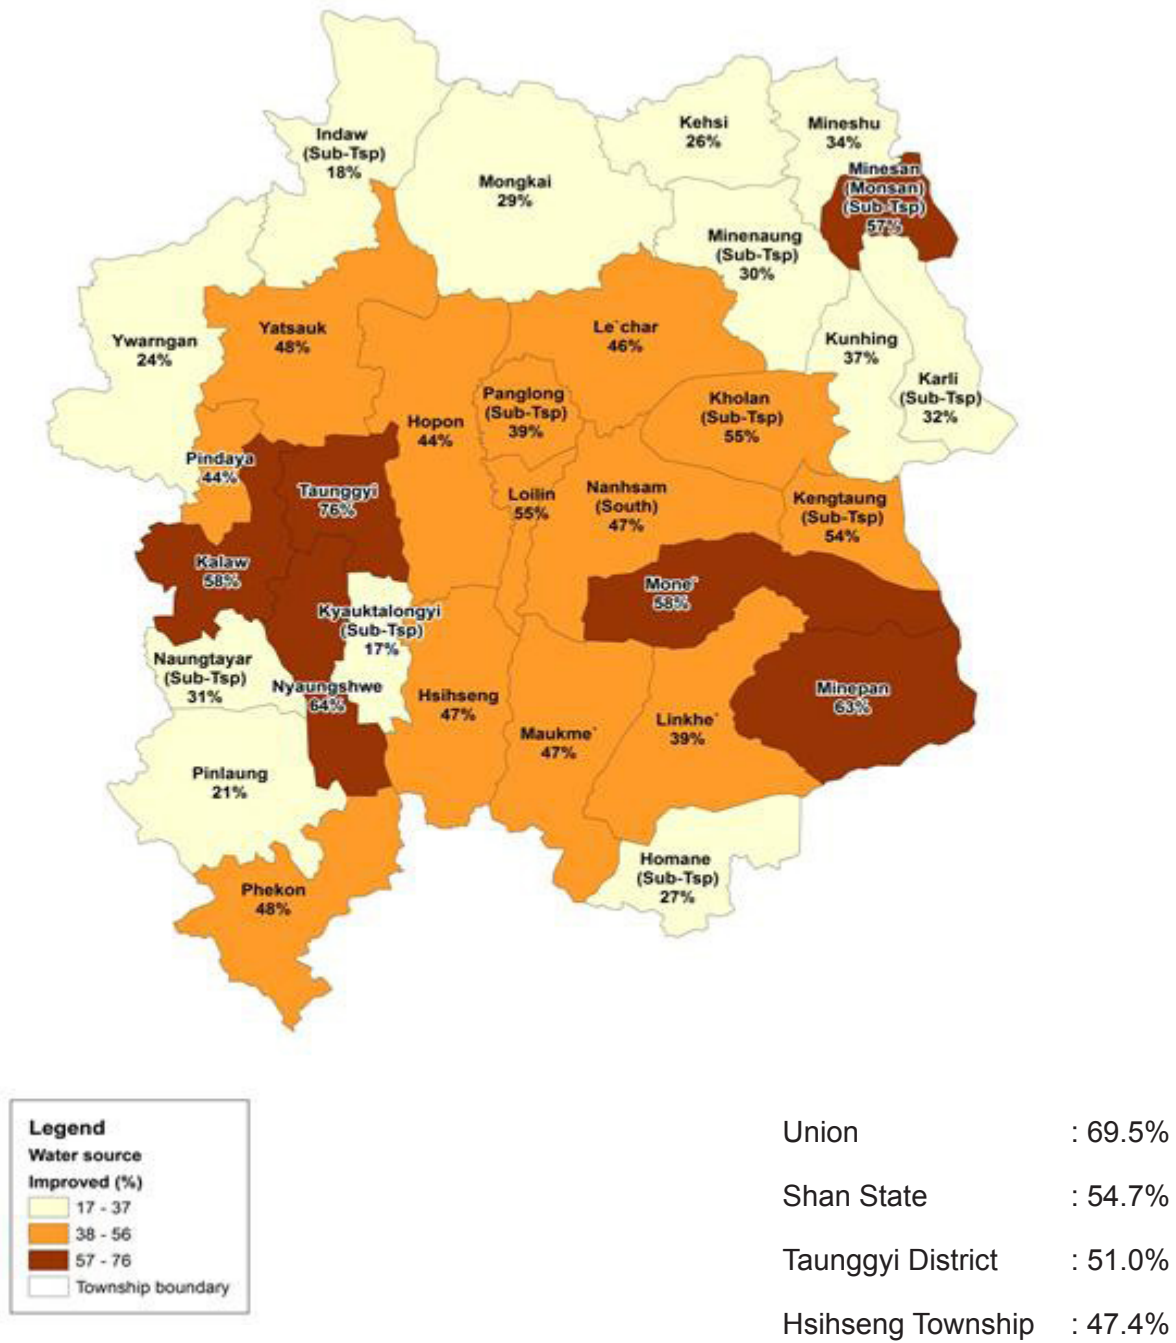 Indaw
(Sub-Tsp)
18%
Mongkai
29%
Kehsi
26%
Mineshu
34%
Minesan
(Monsan)
(Sub-Tsp)
57%
Minenaung
(Sub-Tsp)
30%
Ywarngan
24%
Yatsauk
48%
Le`char
46%
Kunhing
37%
Karli
(Sub-Tsp)
32%
Hopon
44%
Panglong
(Sub-Tsp)
39%
Kholan
(Sub-Tsp)
55%
Pindaya
44%
Taunggyi
76%
Loilin
55%
Nanhsam
(South)
47%
Kengtaung
(Sub-Tsp)
54%
Kalaw
58%
Kyauktalongyi
(Sub-Tsp)
17%
Mone`
58%
Naungtayar
(Sub-Tsp)
31%
Nyaungshwe
64%
Hsihseng
47%
Maukme`
47%
Linkhe`
39%
Minepan
63%
Pinlaung
21%
Homane
(Sub-Tsp)
27%
Phekon
48%
Legend
Water source
Improved (%)
17 - 37
38 - 56
57 - 76
Township boundary
Union : 69.5%
Shan State : 54.7%
Taunggyi District : 51.0%
Hsihseng Township : 47.4%